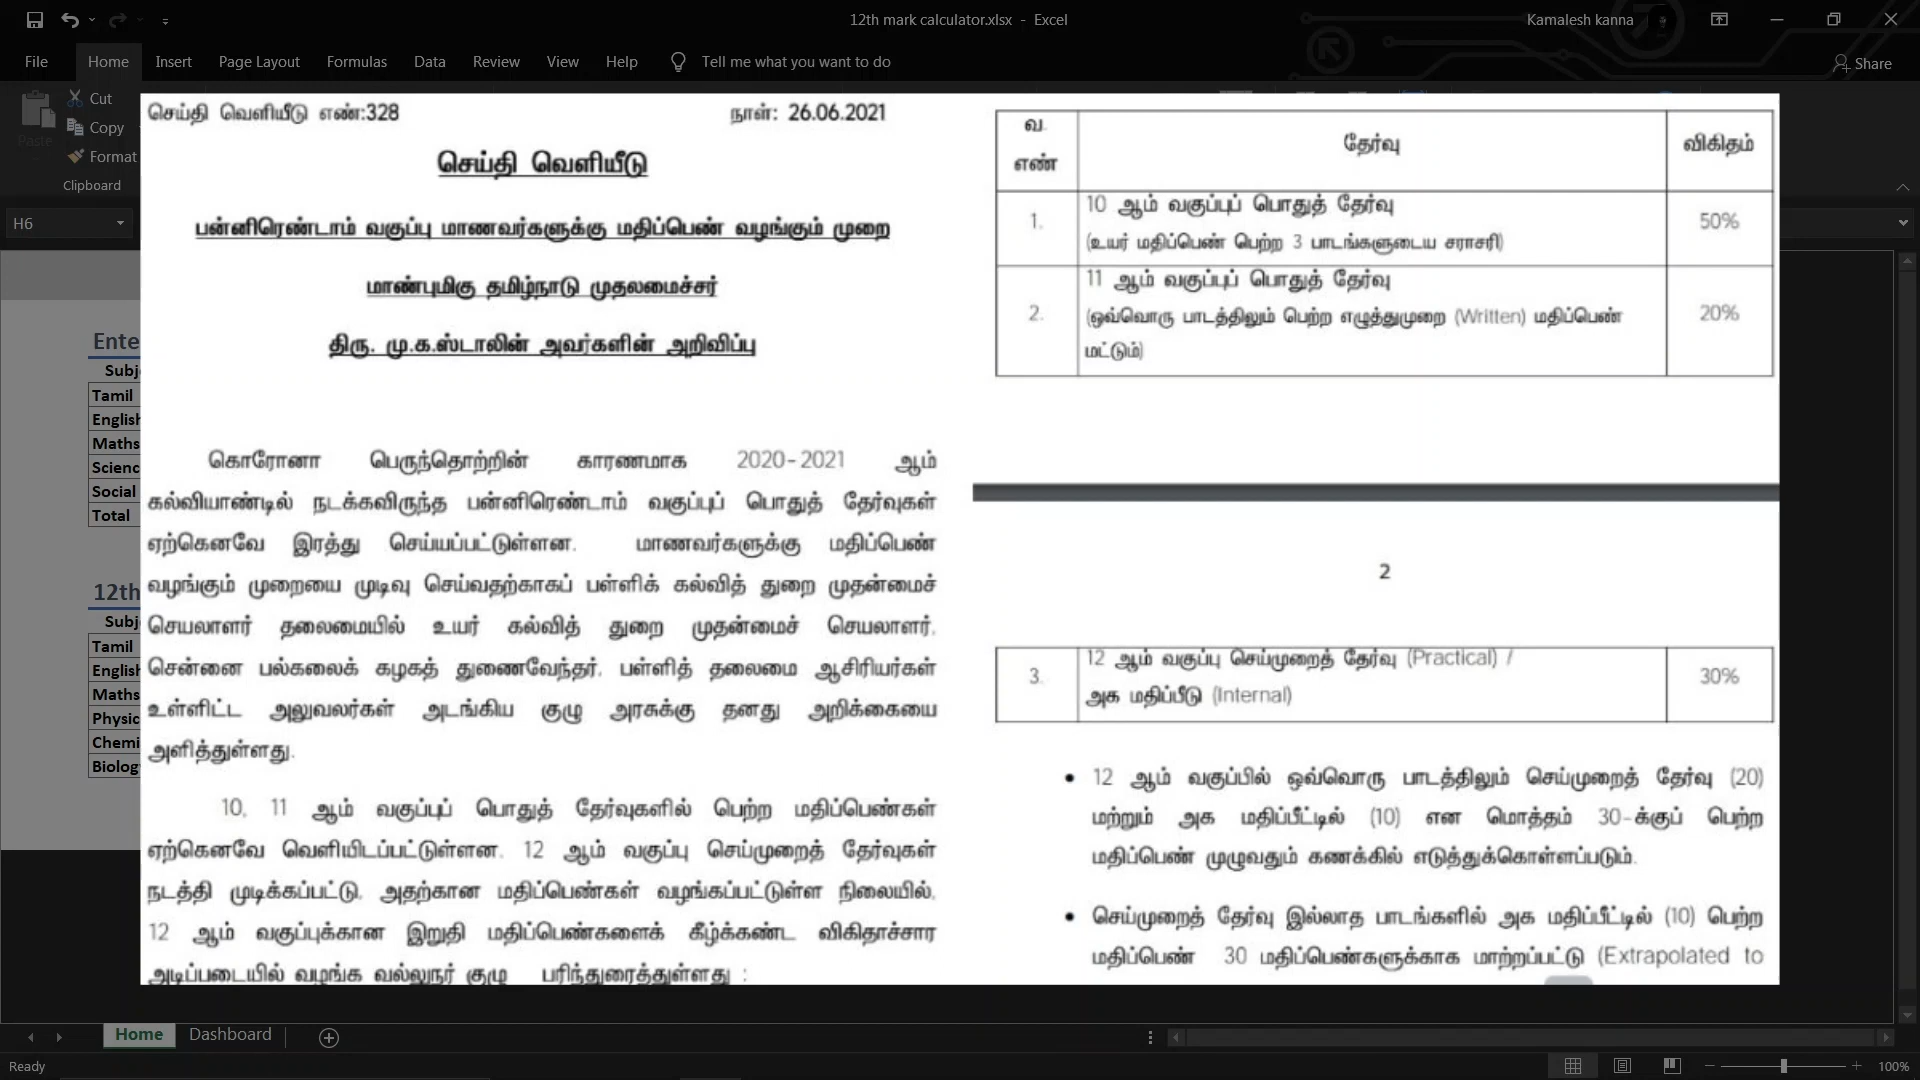 12th mark calculator.xlsx - Excel
Kamalesh kanna
File Home Insert Page Layout Formulas Data Review View Help Tell me what you want to do
Share
Paste
Cut
Copy
Format
Clipboard
H6
Ente
Subj
Tamil
English
Maths
Scienc
Social
Total
12th
Subj
Tamil
English
Maths
Physic
Chemi
Biolog
செய்தி வெளியீடு எண்:328 நாள்: 26.06.2021
செய்தி வெளியீடு
பன்னிரெண்டாம் வகுப்பு மாணவர்களுக்கு மதிப்பெண் வழங்கும் முறை
மாண்புமிகு தமிழ்நாடு முதலமைச்சர்
திரு. மு.க.ஸ்டாலின் அவர்களின் அறிவிப்பு
கொரோனா பெருந்தொற்றின் காரணமாக 2020-2021 ஆம்
கல்வியாண்டில் நடக்கவிருந்த பன்னிரெண்டாம் வகுப்புப் பொதுத் தேர்வுகள்
ஏற்கெனவே இரத்து செய்யப்பட்டுள்ளன. மாணவர்களுக்கு மதிப்பெண்
வழங்கும் முறையை முடிவு செய்வதற்காகப் பள்ளிக் கல்வித் துறை முதன்மைச்
செயலாளர் தலைமையில் உயர் கல்வித் துறை முதன்மைச் செயலாளர்,
சென்னை பல்கலைக் கழகத் துணைவேந்தர், பள்ளித் தலைமை ஆசிரியர்கள்
உள்ளிட்ட அலுவலர்கள் அடங்கிய குழு அரசுக்கு தனது அறிக்கையை
அளித்துள்ளது.
10, 11 ஆம் வகுப்புப் பொதுத் தேர்வுகளில் பெற்ற மதிப்பெண்கள்
ஏற்கெனவே வெளியிடப்பட்டுள்ளன. 12 ஆம் வகுப்பு செய்முறைத் தேர்வுகள்
நடத்தி முடிக்கப்பட்டு, அதற்கான மதிப்பெண்கள் வழங்கப்பட்டுள்ள நிலையில்,
12 ஆம் வகுப்புக்கான இறுதி மதிப்பெண்களைக் கீழ்க்கண்ட விகிதாச்சார
அடிப்படையில் வழங்க வல்லுநர் குழு பரிந்துரைத்துள்ளது :
வ. எண் தேர்வு விகிதம்
1. 10 ஆம் வகுப்புப் பொதுத் தேர்வு 50%
(உயர் மதிப்பெண் பெற்ற 3 பாடங்களுடைய சராசரி)
11 ஆம் வகுப்புப் பொதுத் தேர்வு
2. (ஒவ்வொரு பாடத்திலும் பெற்ற எழுத்துமுறை (Written) மதிப்பெண் 20%
மட்டும்)
2
3. 12 ஆம் வகுப்பு செய்முறைத் தேர்வு (Practical) / 30%
அக மதிப்பீடு (Internal)
• 12 ஆம் வகுப்பில் ஒவ்வொரு பாடத்திலும் செய்முறைத் தேர்வு (20)
மற்றும் அக மதிப்பீட்டில் (10) என மொத்தம் 30-க்குப் பெற்ற
மதிப்பெண் முழுவதும் கணக்கில் எடுத்துக்கொள்ளப்படும்.
• செய்முறைத் தேர்வு இல்லாத பாடங்களில் அக மதிப்பீட்டில் (10) பெற்ற
மதிப்பெண் 30 மதிப்பெண்களுக்காக மாற்றப்பட்டு (Extrapolated to
Home Dashboard
Ready
100%